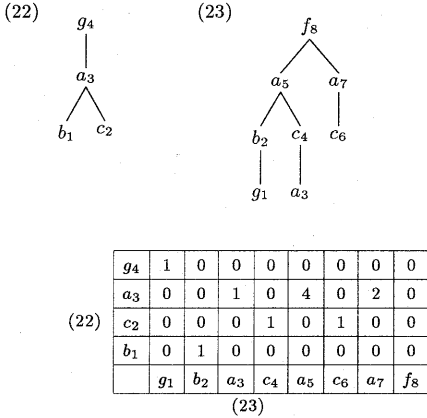 (22) (23)
g4 f8
a3 a5 a7
b1 c2 b2 c4 c6
g1 a3
g4 1 0 0 0 0 0 0 0
a3 0 0 1 0 4 0 2 0
(22) c2 0 0 0 1 0 1 0 0
b1 0 1 0 0 0 0 0 0
g1 b2 a3 c4 a5 c6 a7 f8
(23)